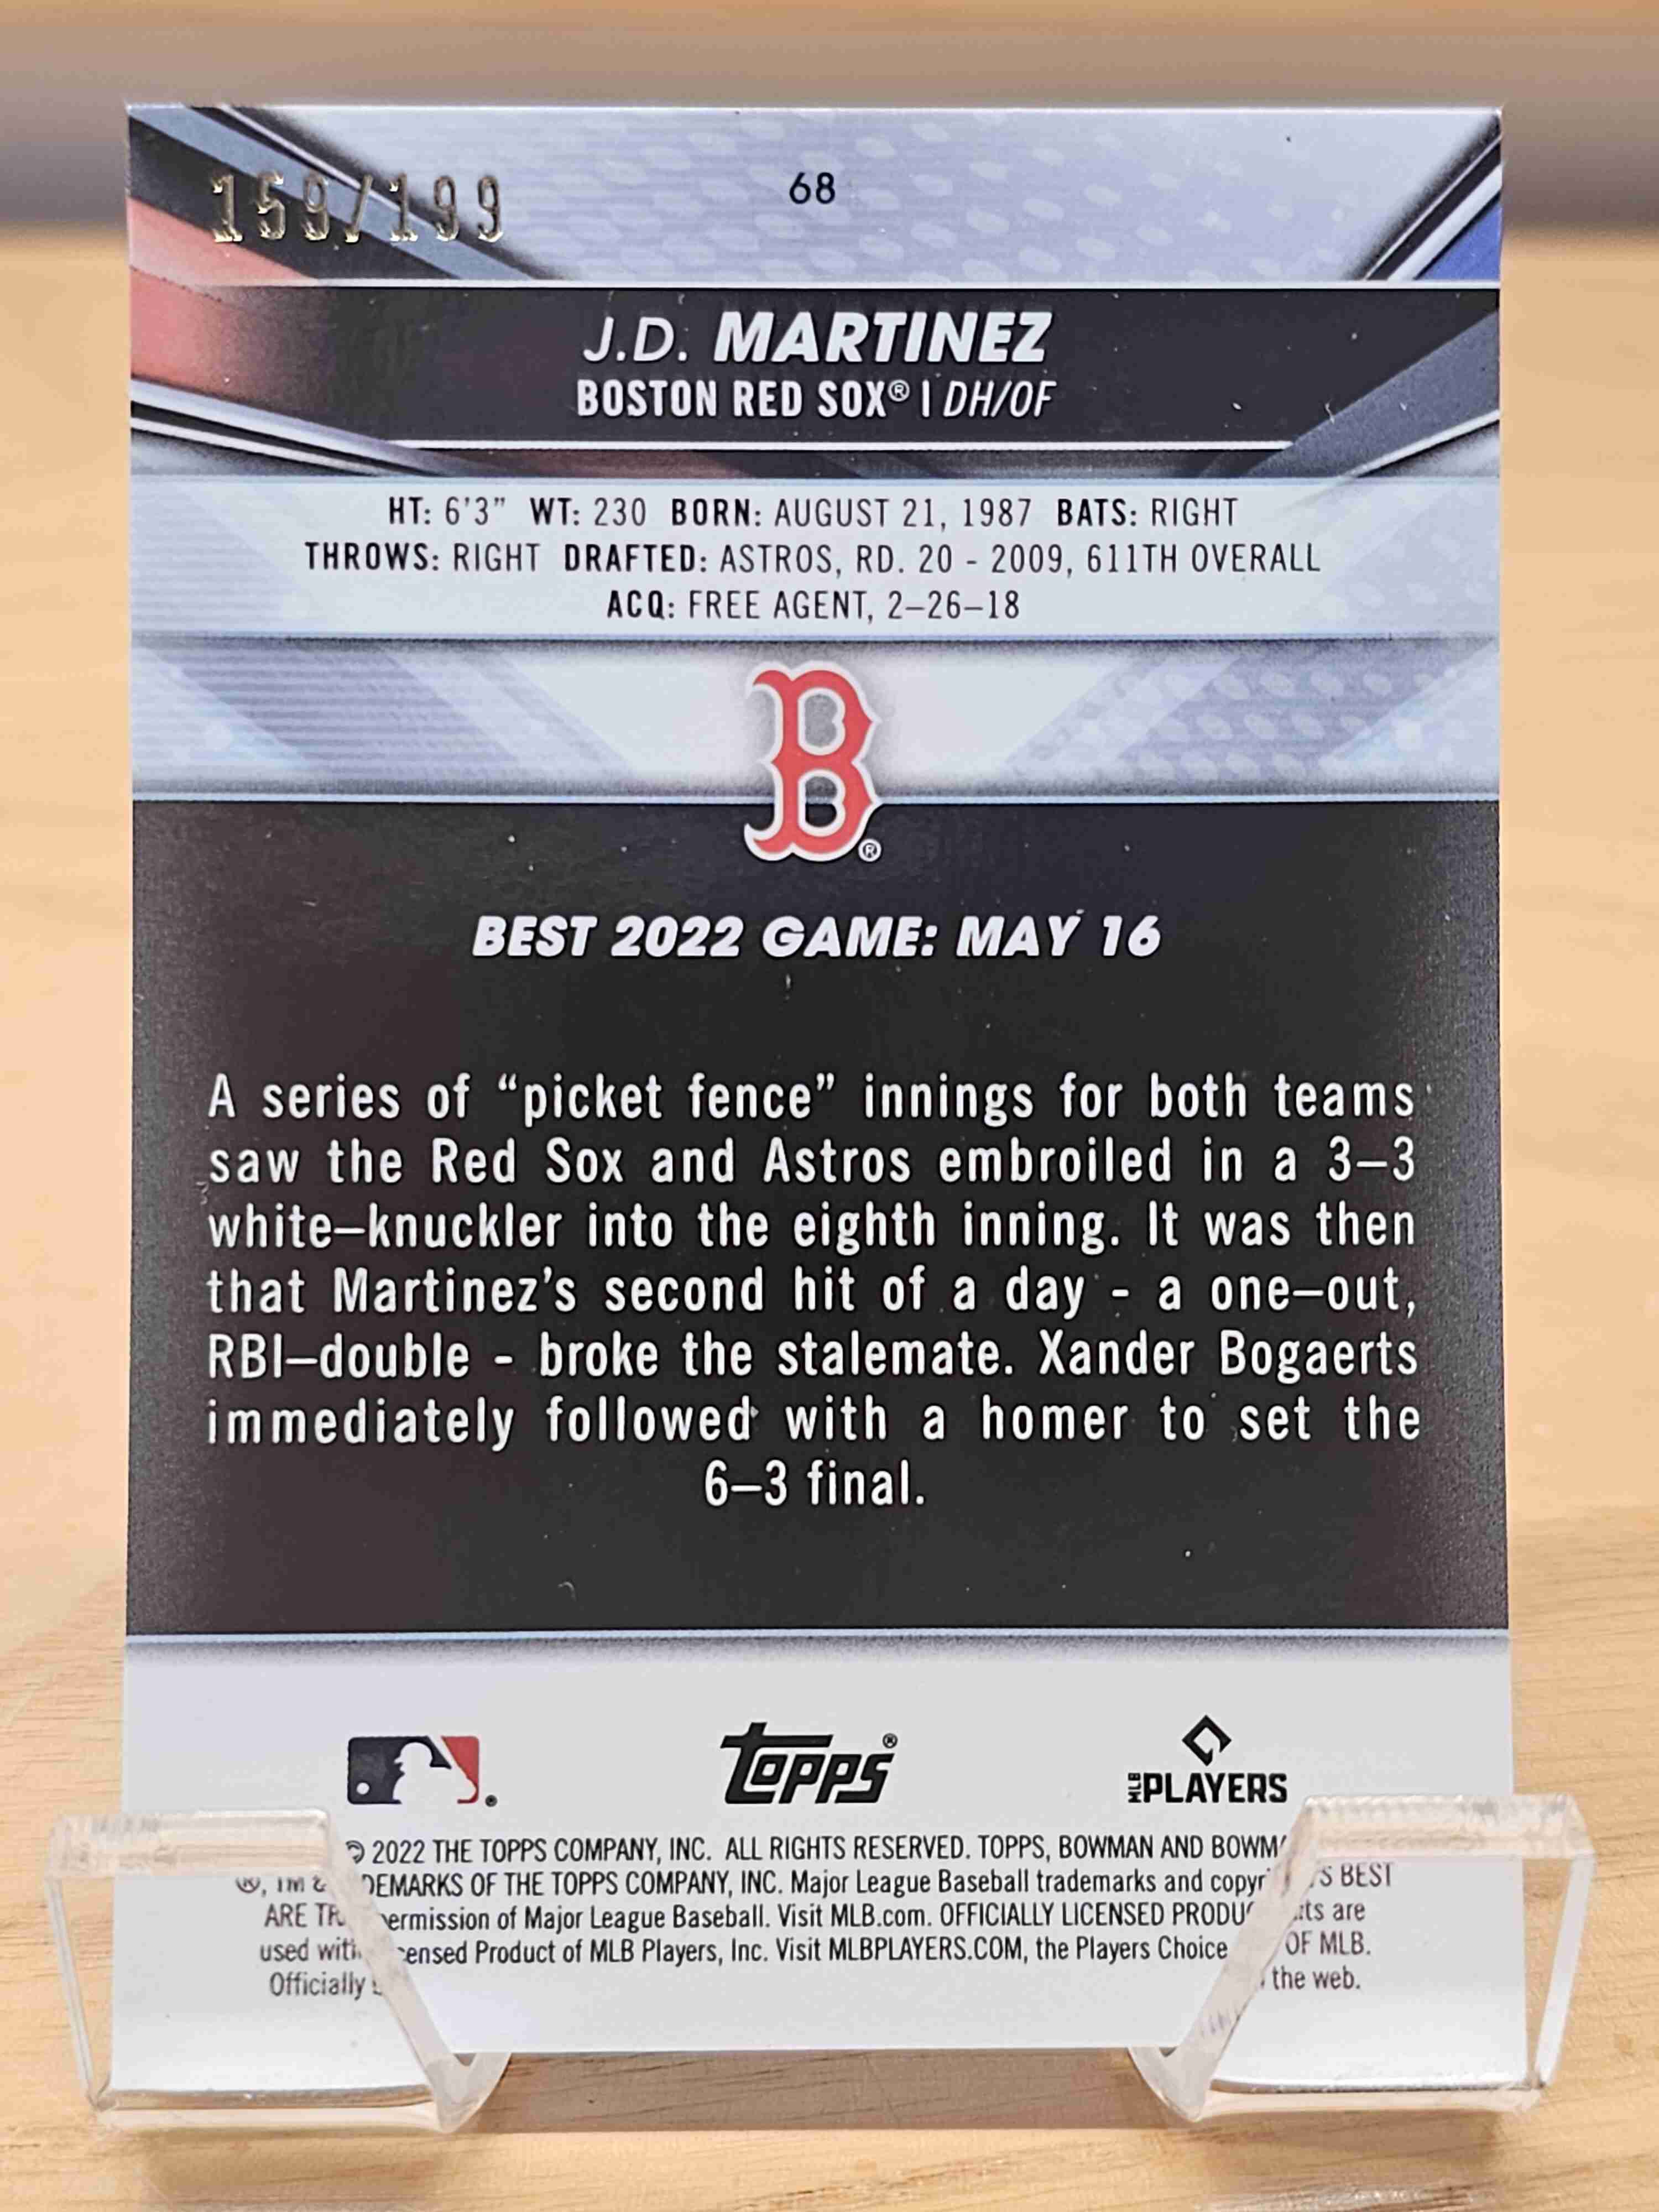 159/199
68
J.D. MARTINEZ
BOSTON RED SOX® | DH/OF
HT: 6'3" WT: 230 BORN: AUGUST 21, 1987 BATS: RIGHT
THROWS: RIGHT DRAFTED: ASTROS, RD. 20 - 2009, 611TH OVERALL
ACQ: FREE AGENT, 2–26–18
B®
BEST 2022 GAME: MAY 16
A series of “picket fence” innings for both teams
saw the Red Sox and Astros embroiled in a 3–3
white–knuckler into the eighth inning. It was then
that Martinez’s second hit of a day - a one–out,
RBI–double - broke the stalemate. Xander Bogaerts
immediately followed with a homer to set the
6–3 final.
topps®
MLB PLAYERS
© 2022 THE TOPPS COMPANY, INC. ALL RIGHTS RESERVED. TOPPS, BOWMAN AND
®, TM & OF THE TOPPS COMPANY, INC. Major League Baseball trademarks and BEST
ARE of Major League Baseball. Visit MLB.com. OFFICIALLY LICENSED are
used Product of MLB Players, Inc. Visit MLBPLAYERS.COM, the Players Choice OF MLB.
Officially the web.